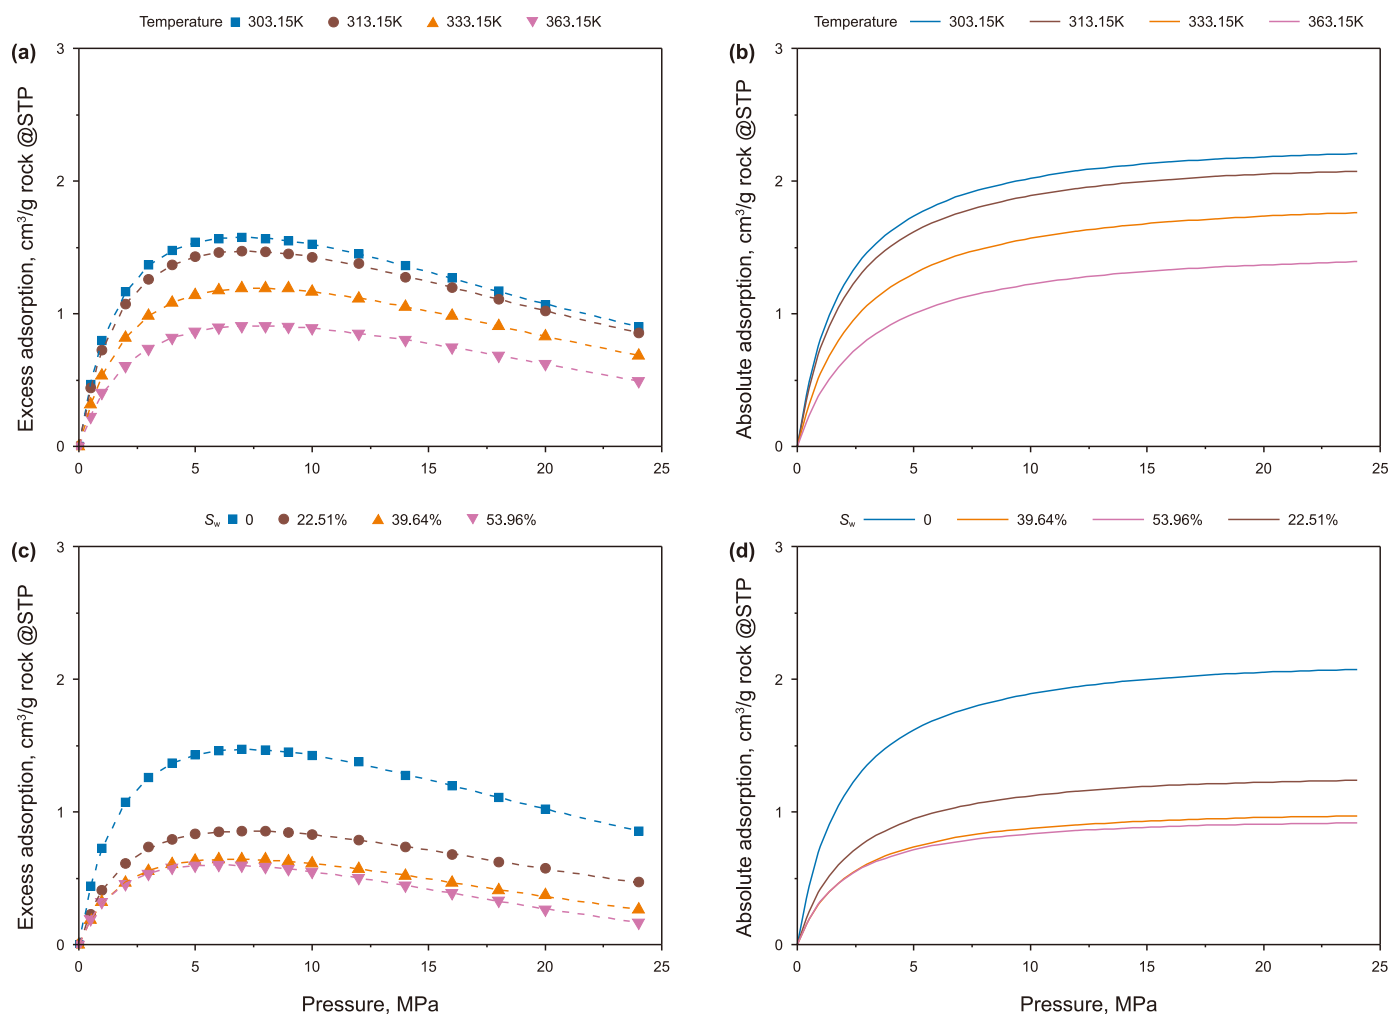 Temperature 303.15K 313.15K 333.15K 363.15K
(a)
Excess adsorption, cm³/g rock @STP
3
2
1
0
0 5 10 15 20 25
Temperature 303.15K 313.15K 333.15K 363.15K
(b)
Absolute adsorption, cm³/g rock @STP
3
2
1
0
0 5 10 15 20 25
Sw 0 22.51% 39.64% 53.96%
(c)
Excess adsorption, cm³/g rock @STP
3
2
1
0
0 5 10 15 20 25
Pressure, MPa
Sw 0 39.64% 53.96% 22.51%
(d)
Absolute adsorption, cm³/g rock @STP
3
2
1
0
0 5 10 15 20 25
Pressure, MPa